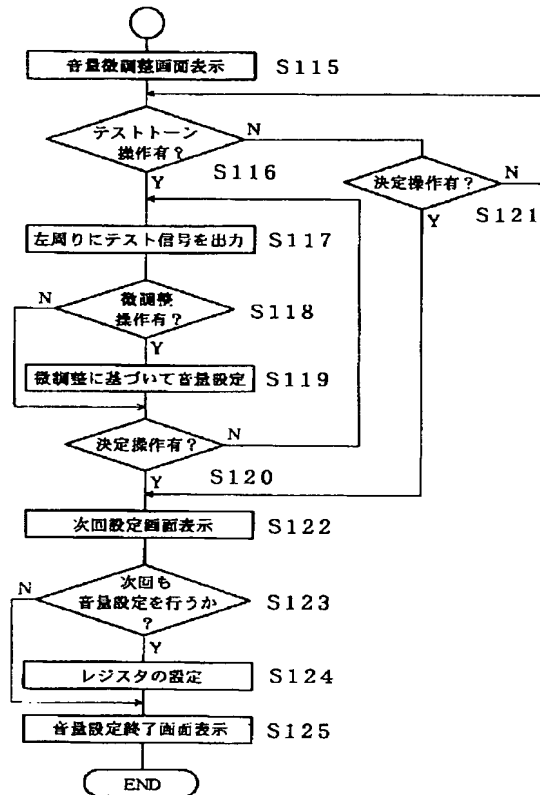 音量微調整画面表示 S115
テストトーン
操作有?
N
Y
S116
決定操作有?
N
Y
S121
左周りにテスト信号を出力 S117
微調整
操作有?
N
Y
S118
微調整に基づいて音量設定 S119
決定操作有?
N
Y
S120
次回設定画面表示 S122
次回も
音量設定を行うか
?
N
Y
S123
レジスタの設定 S124
音量設定終了画面表示 S125
END